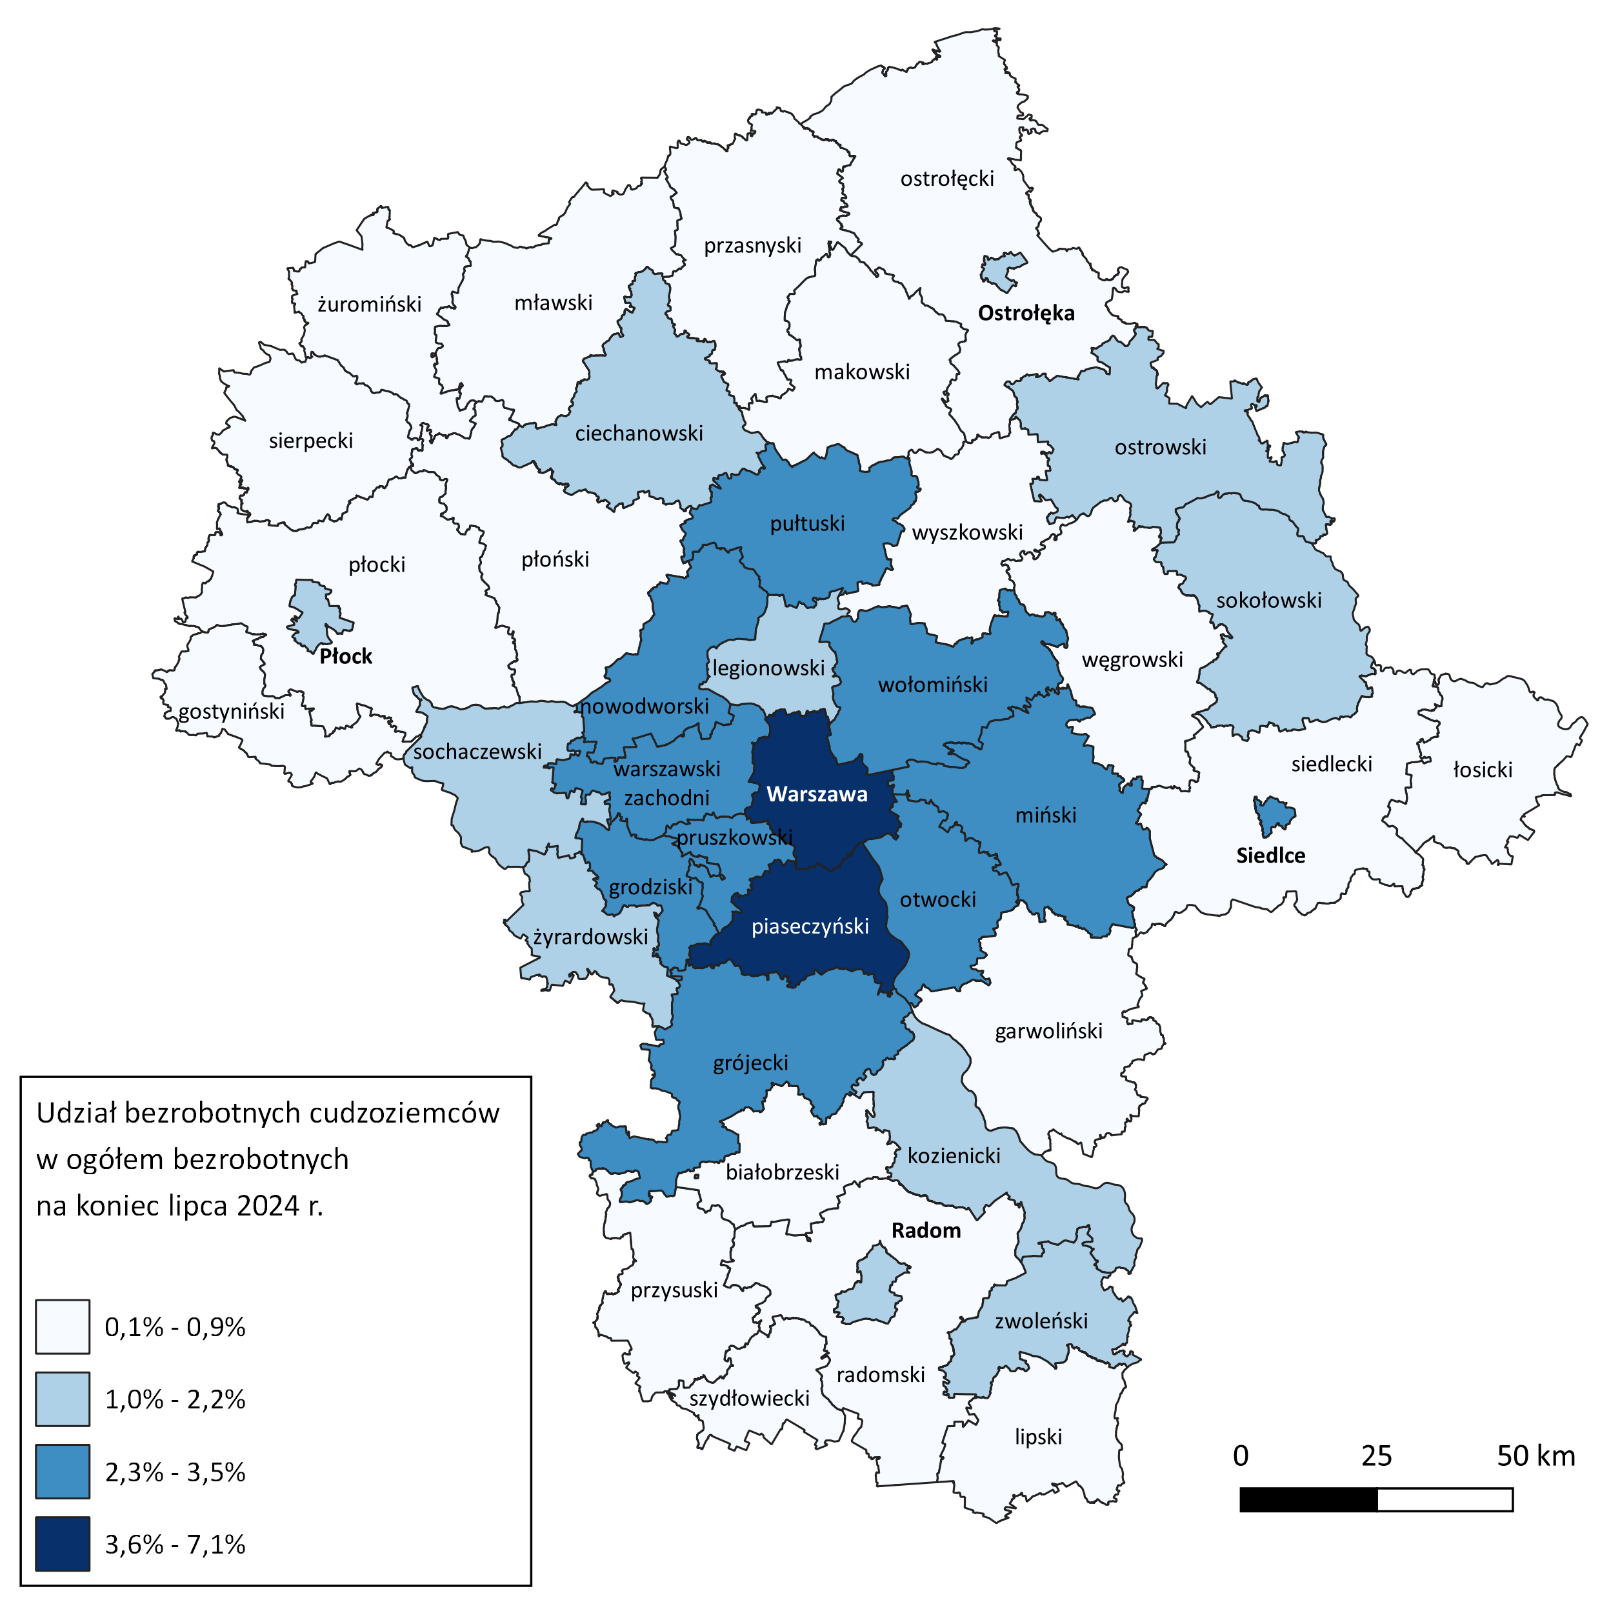 ostrołęcki
przasnyski
żuromiński
mławski
Ostrołęka
makowski
sierpecki
ciechanowski
ostrowski
pułtuski
wyszkowski
płocki
płoński
sokołowski
Płock
legionowski
węgrowski
wołomiński
gostyniński
nowodworski
sochaczewski
warszawski
zachodni
siedlecki
łosicki
Warszawa
miński
pruszkowski
Siedlce
grodziski
otwocki
piaseczyński
żyrardowski
garwoliński
grójecki
kozienicki
białobrzeski
Radom
przysuski
zwoleński
radomski
szydłowiecki
lipski
Udział bezrobotnych cudzoziemców
w ogółem bezrobotnych
na koniec lipca 2024 r.
0,1% - 0,9%
1,0% - 2,2%
2,3% - 3,5%
3,6% - 7,1%
0 25 50 km